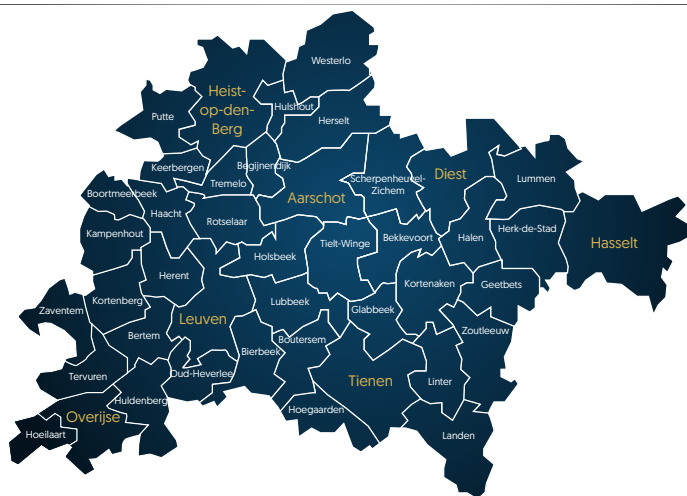 Westerlo
Heist-
op-den-
Berg
Hulshout
Putte
Herselt
Keerbergen
Begijnendijk
Tremelo
Scherpenheuvel-
Zichem
Diest
Lummen
Boortmeerbeek
Aarschot
Haacht
Rotselaar
Kampenhout
Herk-de-Stad
Tielt-Winge
Bekkevoort
Halen
Hasselt
Holsbeek
Herent
Kortenaken
Geetbets
Kortenberg
Lubbeek
Zaventem
Glabbeek
Leuven
Zoutleeuw
Bertem
Boutersem
Bierbeek
Tervuren
Oud-Heverlee
Tienen
Linter
Huldenberg
Hoegaarden
Overijse
Hoeilaart
Landen